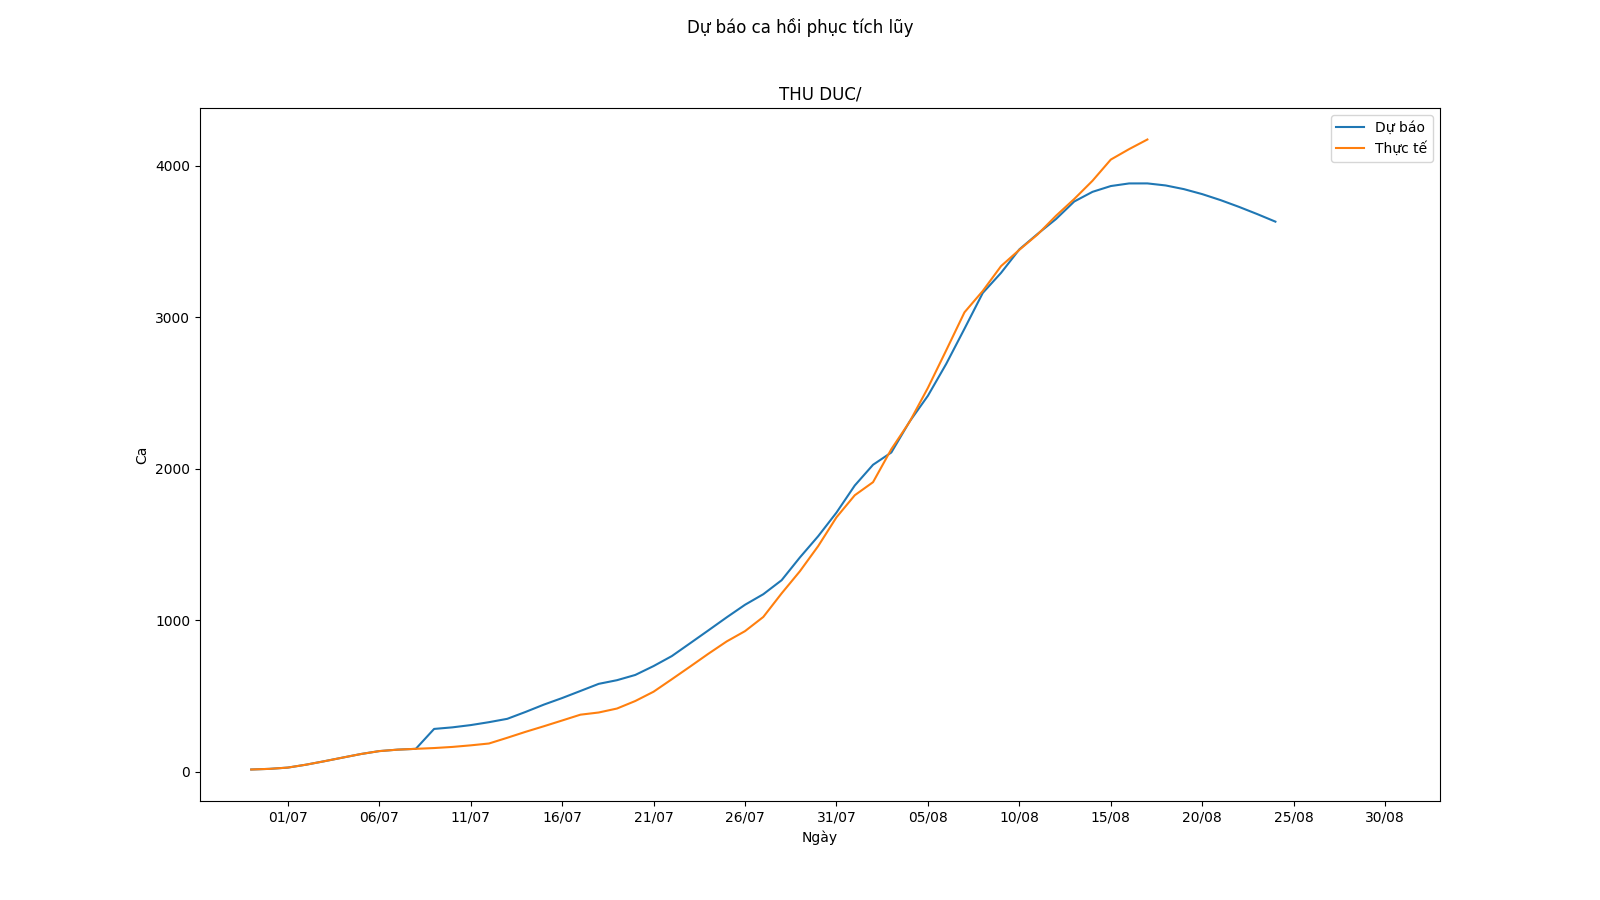 Dự báo ca hồi phục tích lũy
THU DUC/
Dự báo
Thực tế
4000
3000
2000
1000
0
Ca
01/07 06/07 11/07 16/07 21/07 26/07 31/07 05/08 10/08 15/08 20/08 25/08 30/08
Ngày